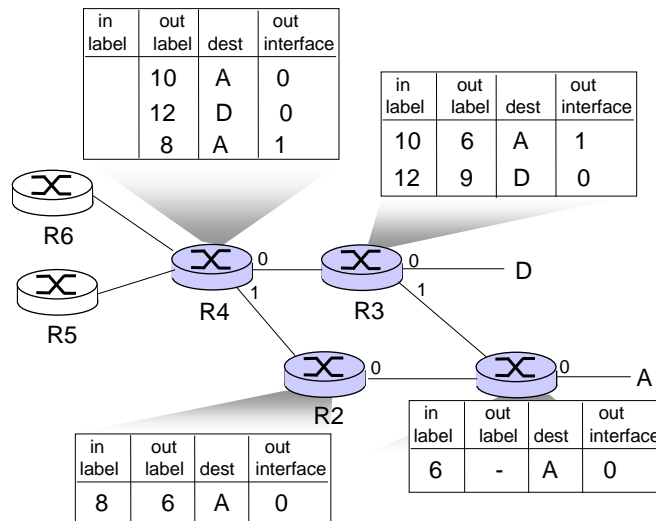 in out out
label label dest interface
10 A 0
12 D 0
8 A 1
in out out
label label dest interface
10 6 A 1
12 9 D 0
R6
0
0
D
R5
R4
1
R3
1
0
0
A
R2
in out out
label label dest interface
6 - A 0
in out out
label label dest interface
8 6 A 0